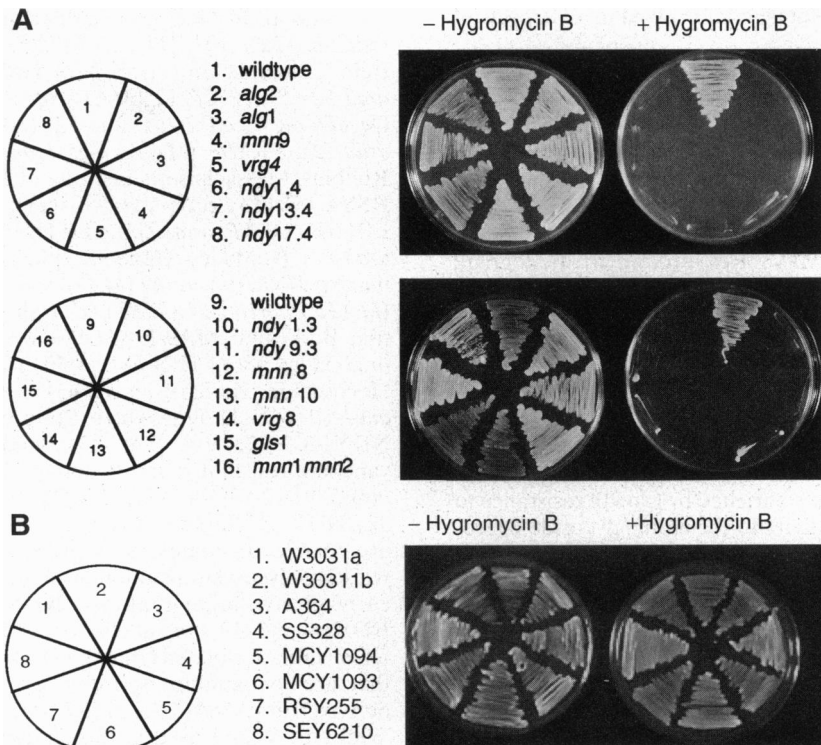 A
– Hygromycin B
+ Hygromycin B
1
2
3
4
5
6
7
8
1. wildtype
2. alg2
3. alg1
4. mnn9
5. vrg4
6. ndy1.4
7. ndy13.4
8. ndy17.4
9
10
11
12
13
14
15
16
9. wildtype
10. ndy 1.3
11. ndy 9.3
12. mnn 8
13. mnn 10
14. vrg 8
15. gls1
16. mnn1 mnn2
B
– Hygromycin B
+Hygromycin B
1
2
3
4
5
6
7
8
1. W3031a
2. W30311b
3. A364
4. SS328
5. MCY1094
6. MCY1093
7. RSY255
8. SEY6210